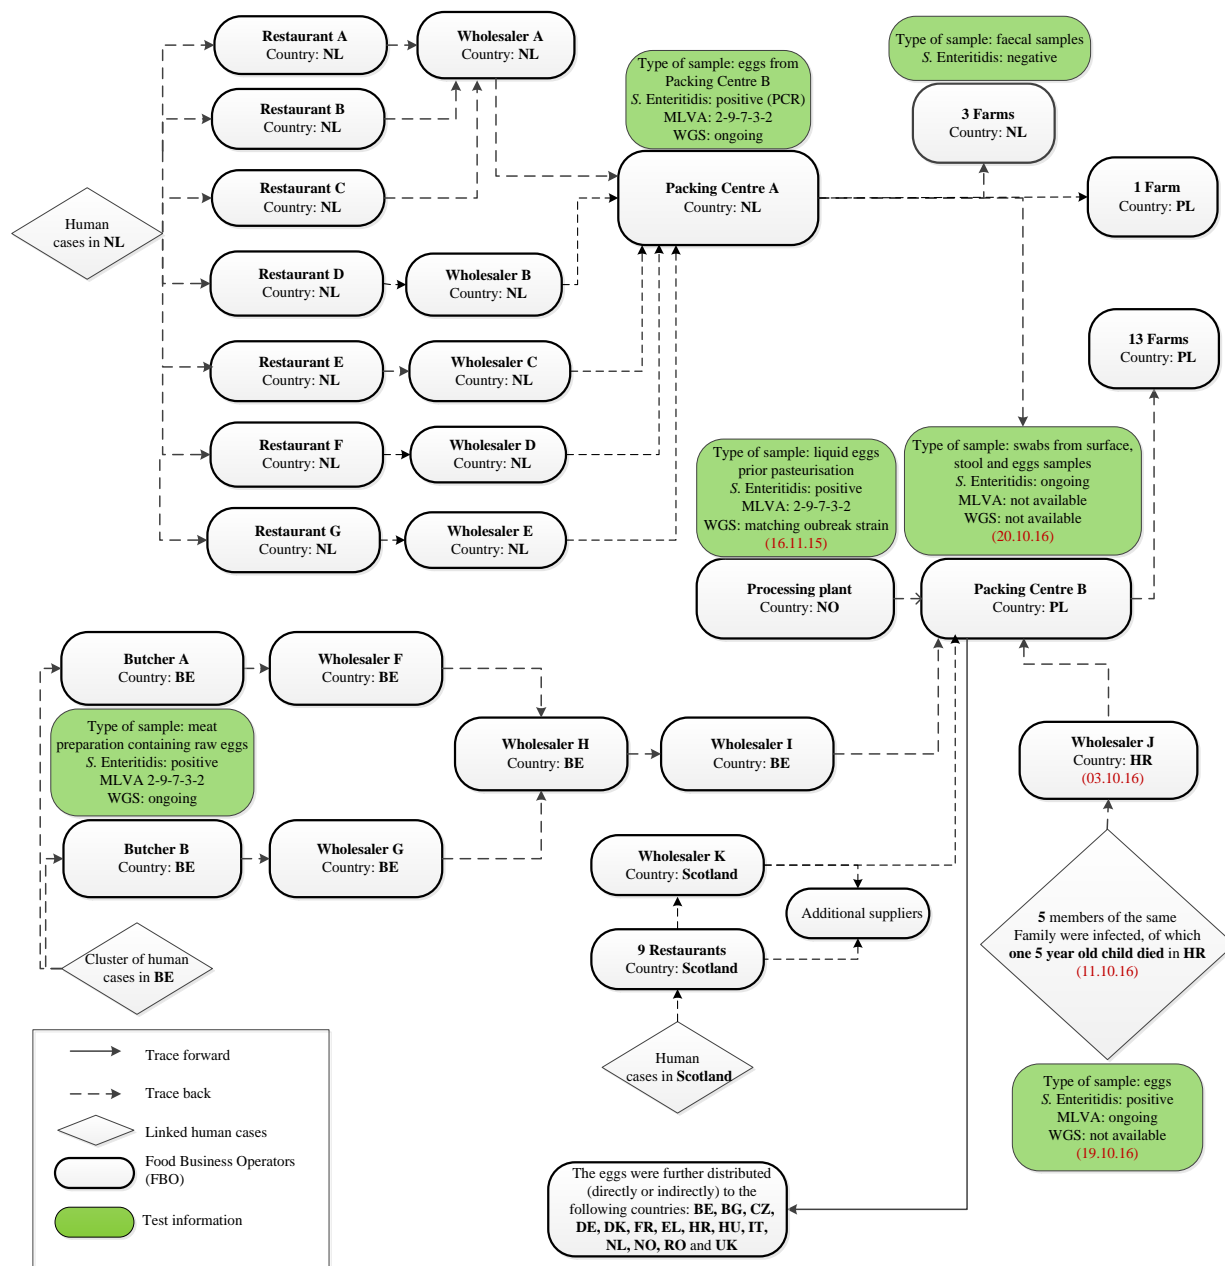 Restaurant A
Country: NL
Wholesaler A
Country: NL
Type of sample: eggs from
Packing Centre B
S. Enteritidis: positive (PCR)
MLVA: 2-9-7-3-2
WGS: ongoing
Type of sample: faecal samples
S. Enteritidis: negative
Restaurant B
Country: NL
3 Farms
Country: NL
Restaurant C
Country: NL
Packing Centre A
Country: NL
1 Farm
Country: PL
Human
cases in NL
Restaurant D
Country: NL
Wholesaler B
Country: NL
13 Farms
Country: PL
Restaurant E
Country: NL
Wholesaler C
Country: NL
Restaurant F
Country: NL
Wholesaler D
Country: NL
Type of sample: liquid eggs
prior pasteurisation
S. Enteritidis: positive
MLVA: 2-9-7-3-2
WGS: matching oubreak strain
(16.11.15)
Type of sample: swabs from surface,
stool and eggs samples
S. Enteritidis: ongoing
MLVA: not available
WGS: not available
(20.10.16)
Restaurant G
Country: NL
Wholesaler E
Country: NL
Processing plant
Country: NO
Packing Centre B
Country: PL
Butcher A
Country: BE
Wholesaler F
Country: BE
Type of sample: meat
preparation containing raw eggs
S. Enteritidis: positive
MLVA 2-9-7-3-2
WGS: ongoing
Wholesaler H
Country: BE
Wholesaler I
Country: BE
Wholesaler J
Country: HR
(03.10.16)
Butcher B
Country: BE
Wholesaler G
Country: BE
Wholesaler K
Country: Scotland
Additional suppliers
9 Restaurants
Country: Scotland
5 members of the same
Family were infected, of which
one 5 year old child died in HR
(11.10.16)
Cluster of human
cases in BE
Human
cases in Scotland
Type of sample: eggs
S. Enteritidis: positive
MLVA: ongoing
WGS: not available
(19.10.16)
Trace forward
Trace back
Linked human cases
Food Business Operators
(FBO)
Test information
The eggs were further distributed
(directly or indirectly) to the
following countries: BE, BG, CZ,
DE, DK, FR, EL, HR, HU, IT,
NL, NO, RO and UK